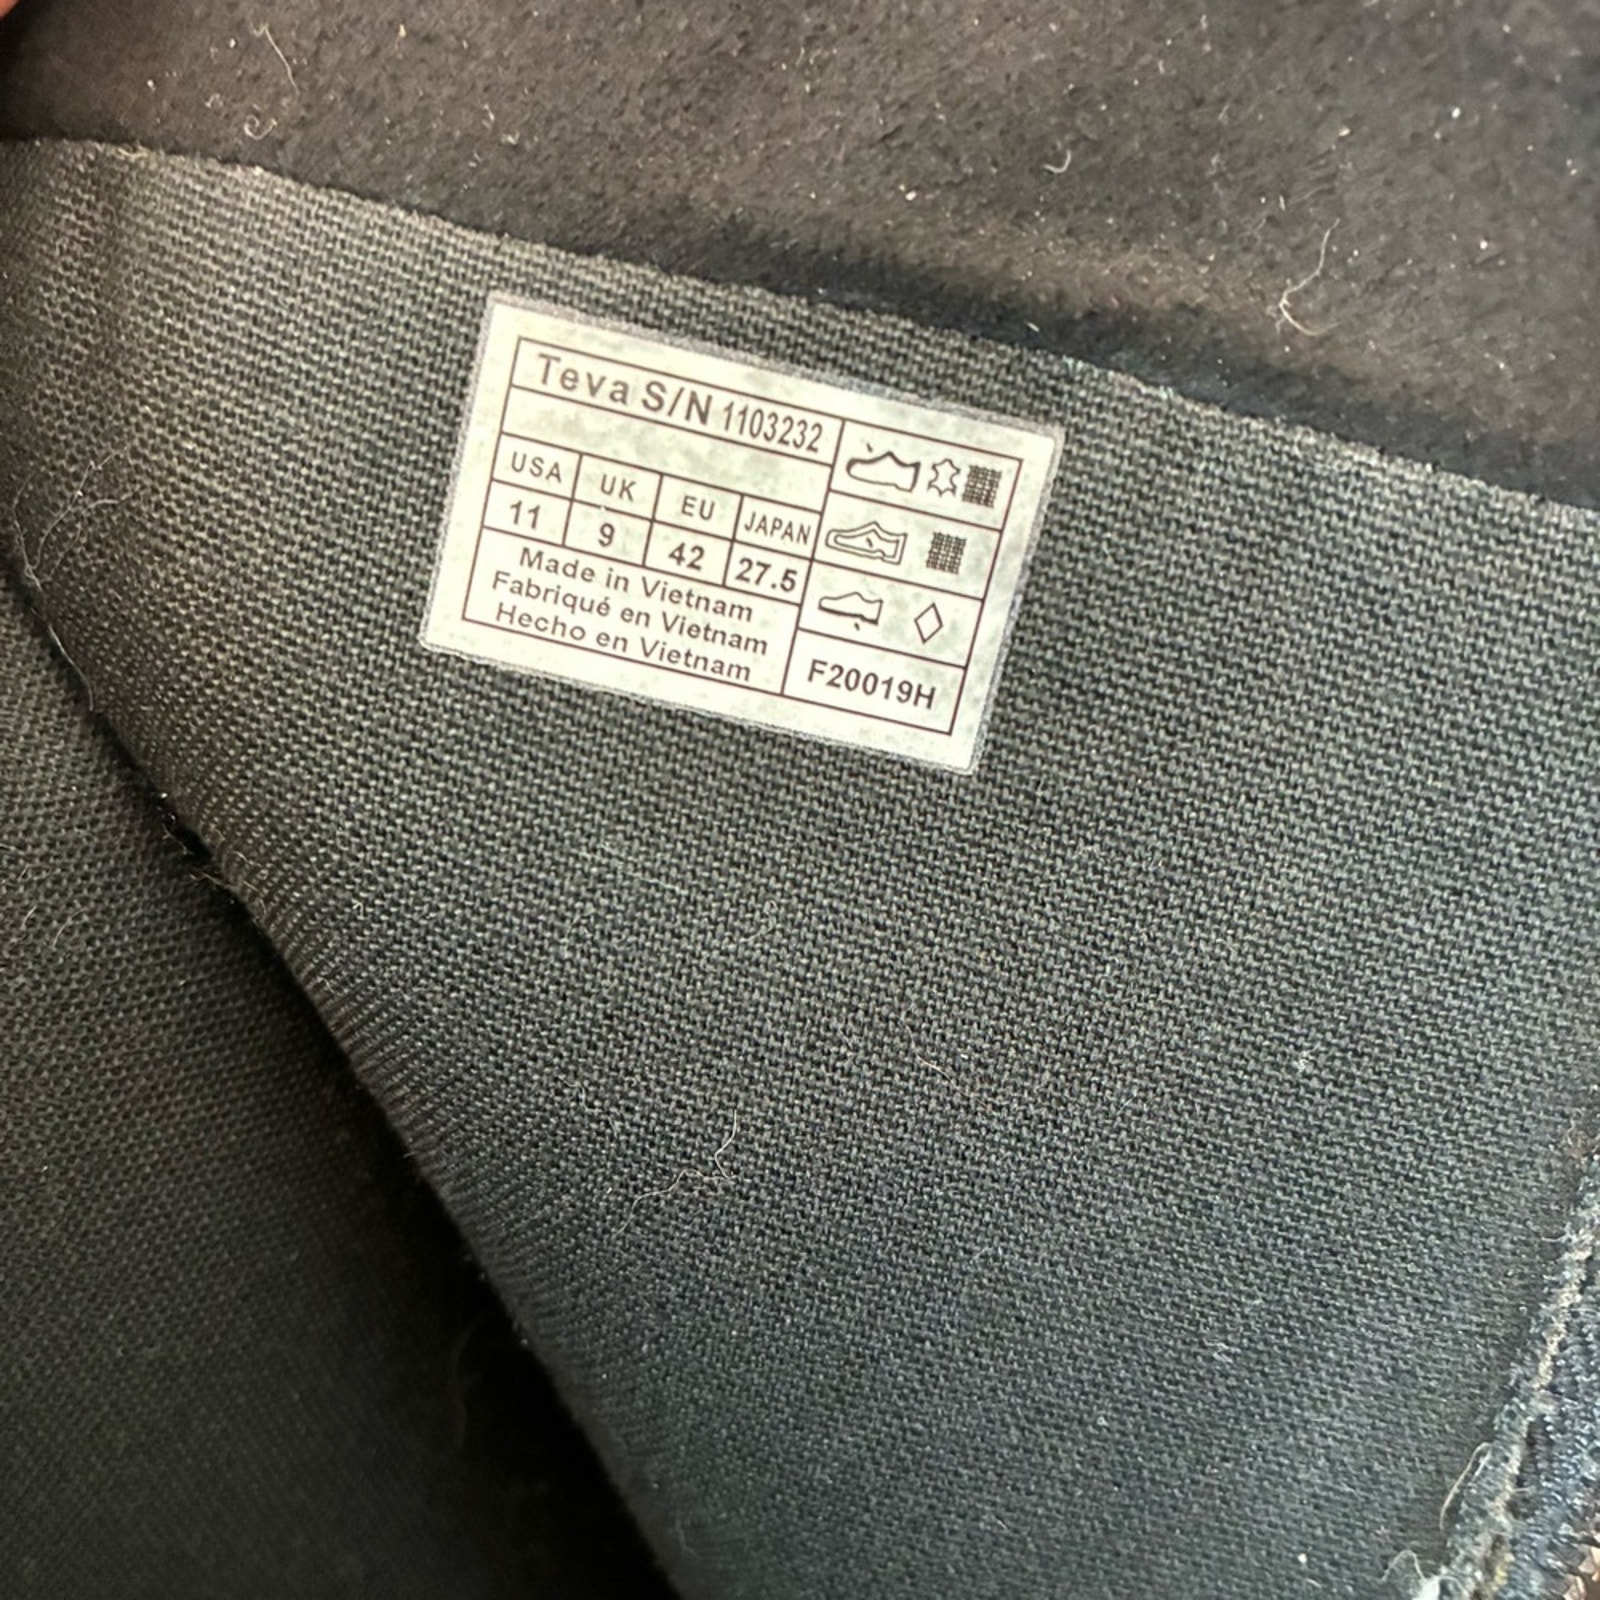 Teva S/N 1103232
USA UK EU JAPAN
11 9 42 27.5
Made in Vietnam
Fabriqué en Vietnam
Hecho en Vietnam
F20019H